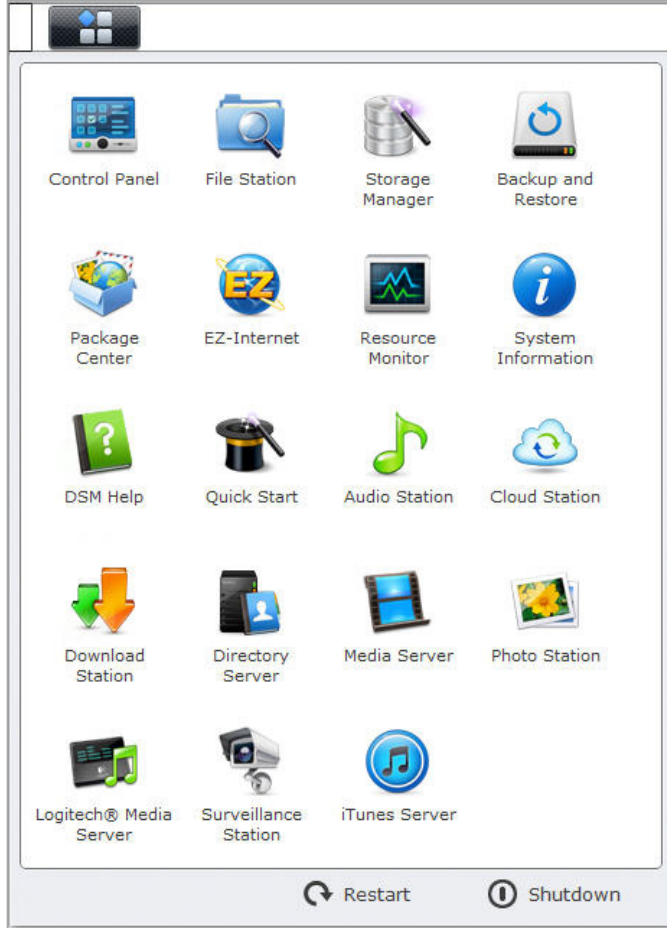 Control Panel
File Station
Storage
Manager
Backup and
Restore
Package
Center
EZ
EZ-Internet
Resource
Monitor
i
System
Information
?
DSM Help
Quick Start
Audio Station
Cloud Station
Download
Station
Directory
Server
Media Server
Photo Station
Logitech® Media
Server
Surveillance
Station
iTunes Server
Restart
Shutdown